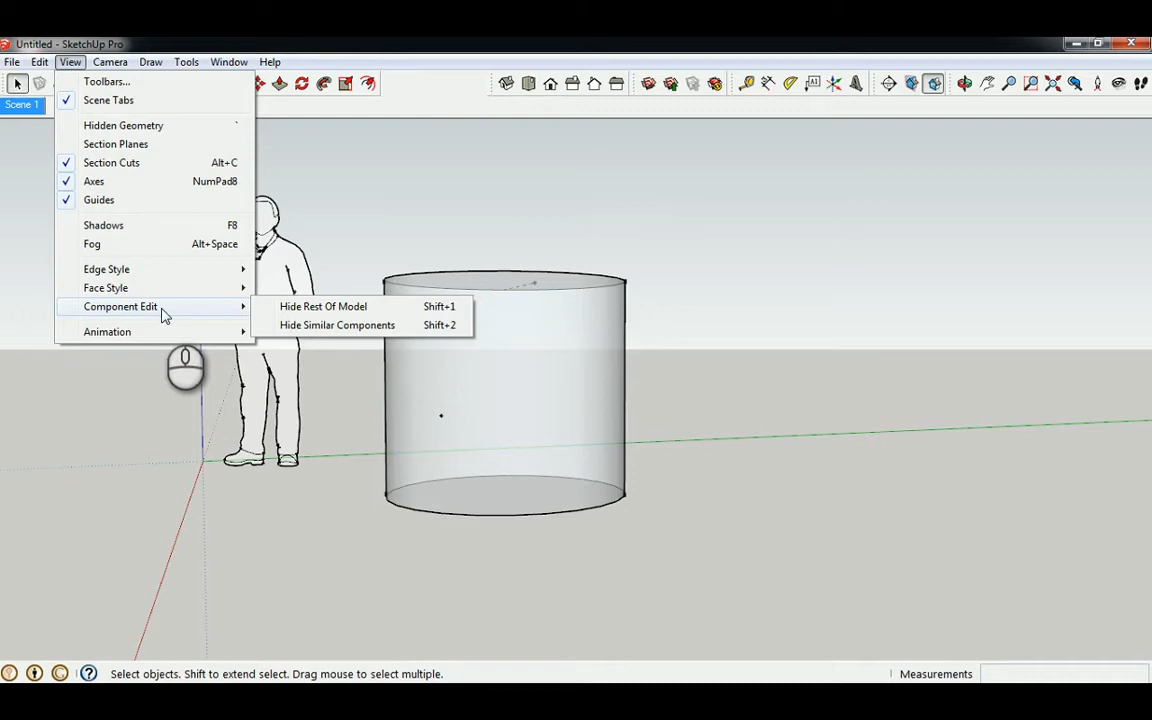 Untitled - SketchUp Pro
File Edit View Camera Draw Tools Window Help
Scene 1
Toolbars...
Scene Tabs
Hidden Geometry `
Section Planes
Section Cuts Alt+C
Axes NumPad8
Guides
Shadows F8
Fog Alt+Space
Edge Style
Face Style
Component Edit
Hide Rest Of Model Shift+1
Hide Similar Components Shift+2
Animation
Select objects. Shift to extend select. Drag mouse to select multiple.
Measurements